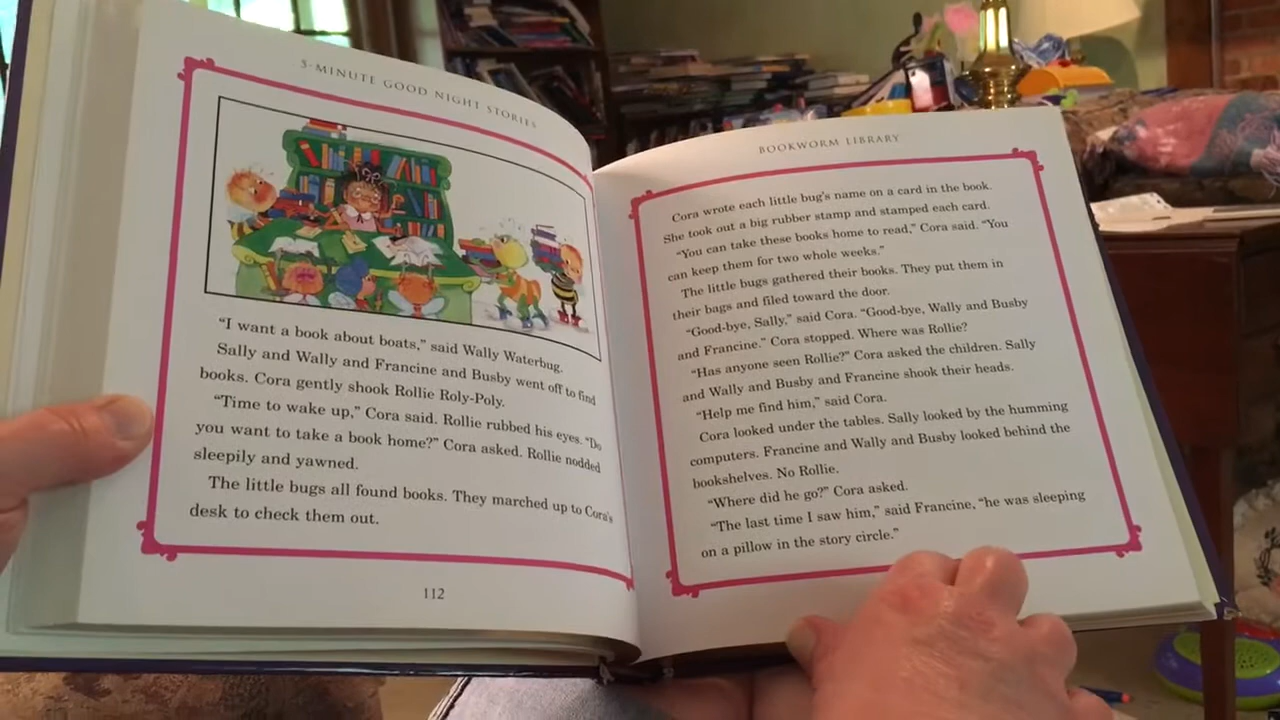 5-MINUTE GOOD NIGHT STORIES
“I want a book about boats,” said Wally Waterbug.
Sally and Wally and Francine and Busby went off to find
books. Cora gently shook Rollie Roly-Poly.
“Time to wake up,” Cora said. Rollie rubbed his eyes. “Do
you want to take a book home?” Cora asked. Rollie nodded
sleepily and yawned.
The little bugs all found books. They marched up to Cora’s
desk to check them out.
112
BOOKWORM LIBRARY
Cora wrote each little bug’s name on a card in the book.
She took out a big rubber stamp and stamped each card.
“You can take these books home to read,” Cora said. “You
can keep them for two whole weeks.”
The little bugs gathered their books. They put them in
their bags and filed toward the door.
“Good-bye, Sally,” said Cora. “Good-bye, Wally and Busby
and Francine.” Cora stopped. Where was Rollie?
“Has anyone seen Rollie?” Cora asked the children. Sally
and Wally and Busby and Francine shook their heads.
“Help me find him,” said Cora.
Cora looked under the tables. Sally looked by the humming
computers. Francine and Wally and Busby looked behind the
bookshelves. No Rollie.
“Where did he go?” Cora asked.
“The last time I saw him,” said Francine, “he was sleeping
on a pillow in the story circle.”